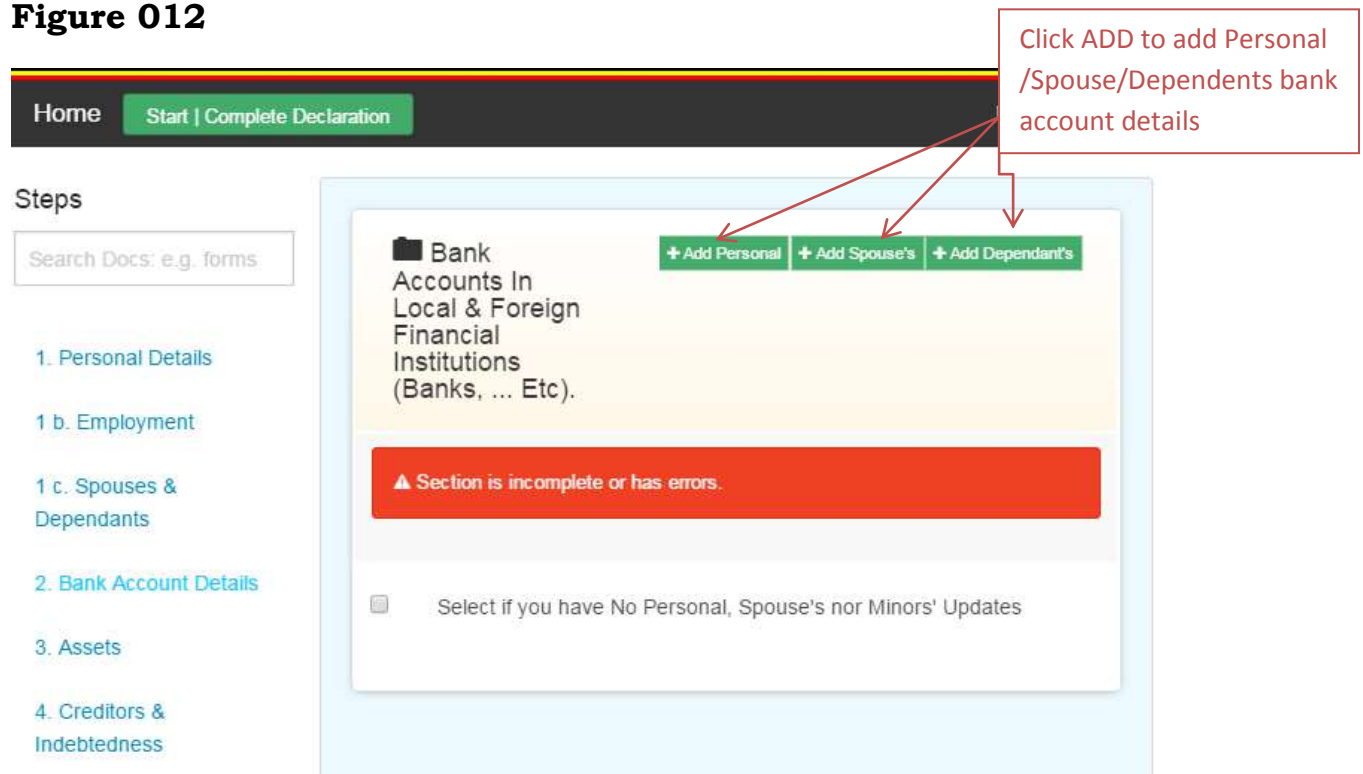 Figure 012
Click ADD to add Personal
/Spouse/Dependents bank
account details
Home
Start | Complete Declaration
Steps
Search Docs: e.g. forms
1. Personal Details
1 b. Employment
1 c. Spouses &
Dependants
2. Bank Account Details
3. Assets
4. Creditors &
Indebtedness
Bank
Accounts In
Local & Foreign
Financial
Institutions
(Banks, ... Etc).
+ Add Personal
+ Add Spouse's
+ Add Dependant's
Section is incomplete or has errors.
Select if you have No Personal, Spouse's nor Minors' Updates